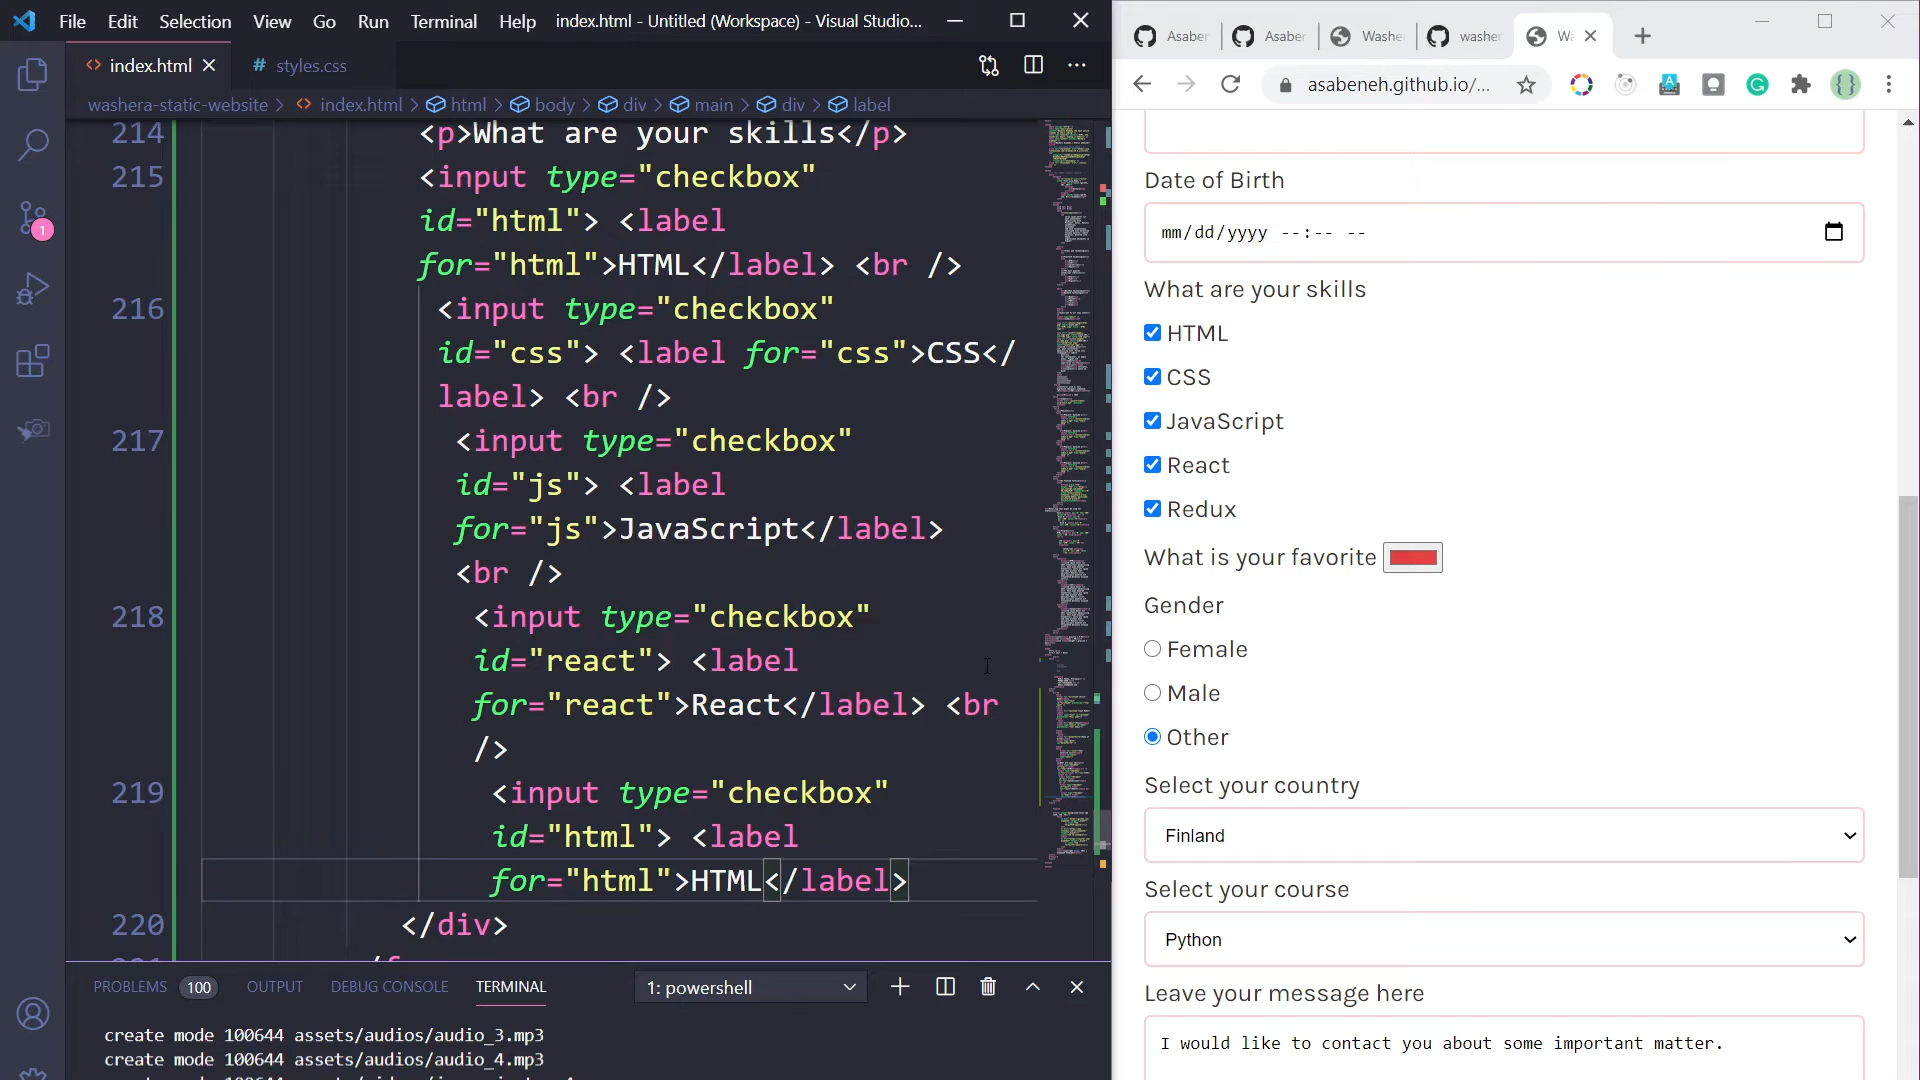 File Edit Selection View Go Run Terminal Help index.html - Untitled (Workspace) - Visual Studio...
index.html
# styles.css
washera-static-website > index.html > html > body > div > main > div > label
214 <p>What are your skills</p>
215 <input type="checkbox"
id="html"> <label
for="html">HTML</label> <br />
216 <input type="checkbox"
id="css"> <label for="css">CSS</
label> <br />
217 <input type="checkbox"
id="js"> <label
for="js">JavaScript</label>
<br />
218 <input type="checkbox"
id="react"> <label
for="react">React</label> <br
/>
219 <input type="checkbox"
id="html"> <label
for="html">HTML</label>
220 </div>
1
PROBLEMS 100 OUTPUT DEBUG CONSOLE TERMINAL 1: powershell
create mode 100644 assets/audios/audio_3.mp3
create mode 100644 assets/audios/audio_4.mp3
Asaben Asaben Washe washer Wa
asabeneh.github.io/...
Date of Birth
mm/dd/yyyy --:-- --
What are your skills
HTML
CSS
JavaScript
React
Redux
What is your favorite
Gender
Female
Male
Other
Select your country
Finland
Select your course
Python
Leave your message here
I would like to contact you about some important matter.